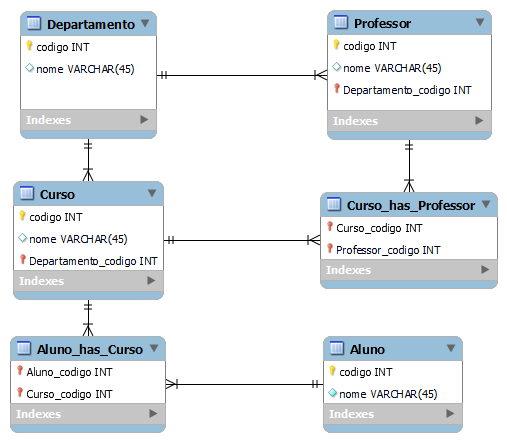 Departamento
codigo INT
nome VARCHAR(45)
Indexes
Professor
codigo INT
nome VARCHAR(45)
Departamento_codigo INT
Indexes
Curso
codigo INT
nome VARCHAR(45)
Departamento_codigo INT
Indexes
Curso_has_Professor
Curso_codigo INT
Professor_codigo INT
Indexes
Aluno_has_Curso
Aluno_codigo INT
Curso_codigo INT
Indexes
Aluno
codigo INT
nome VARCHAR(45)
Indexes